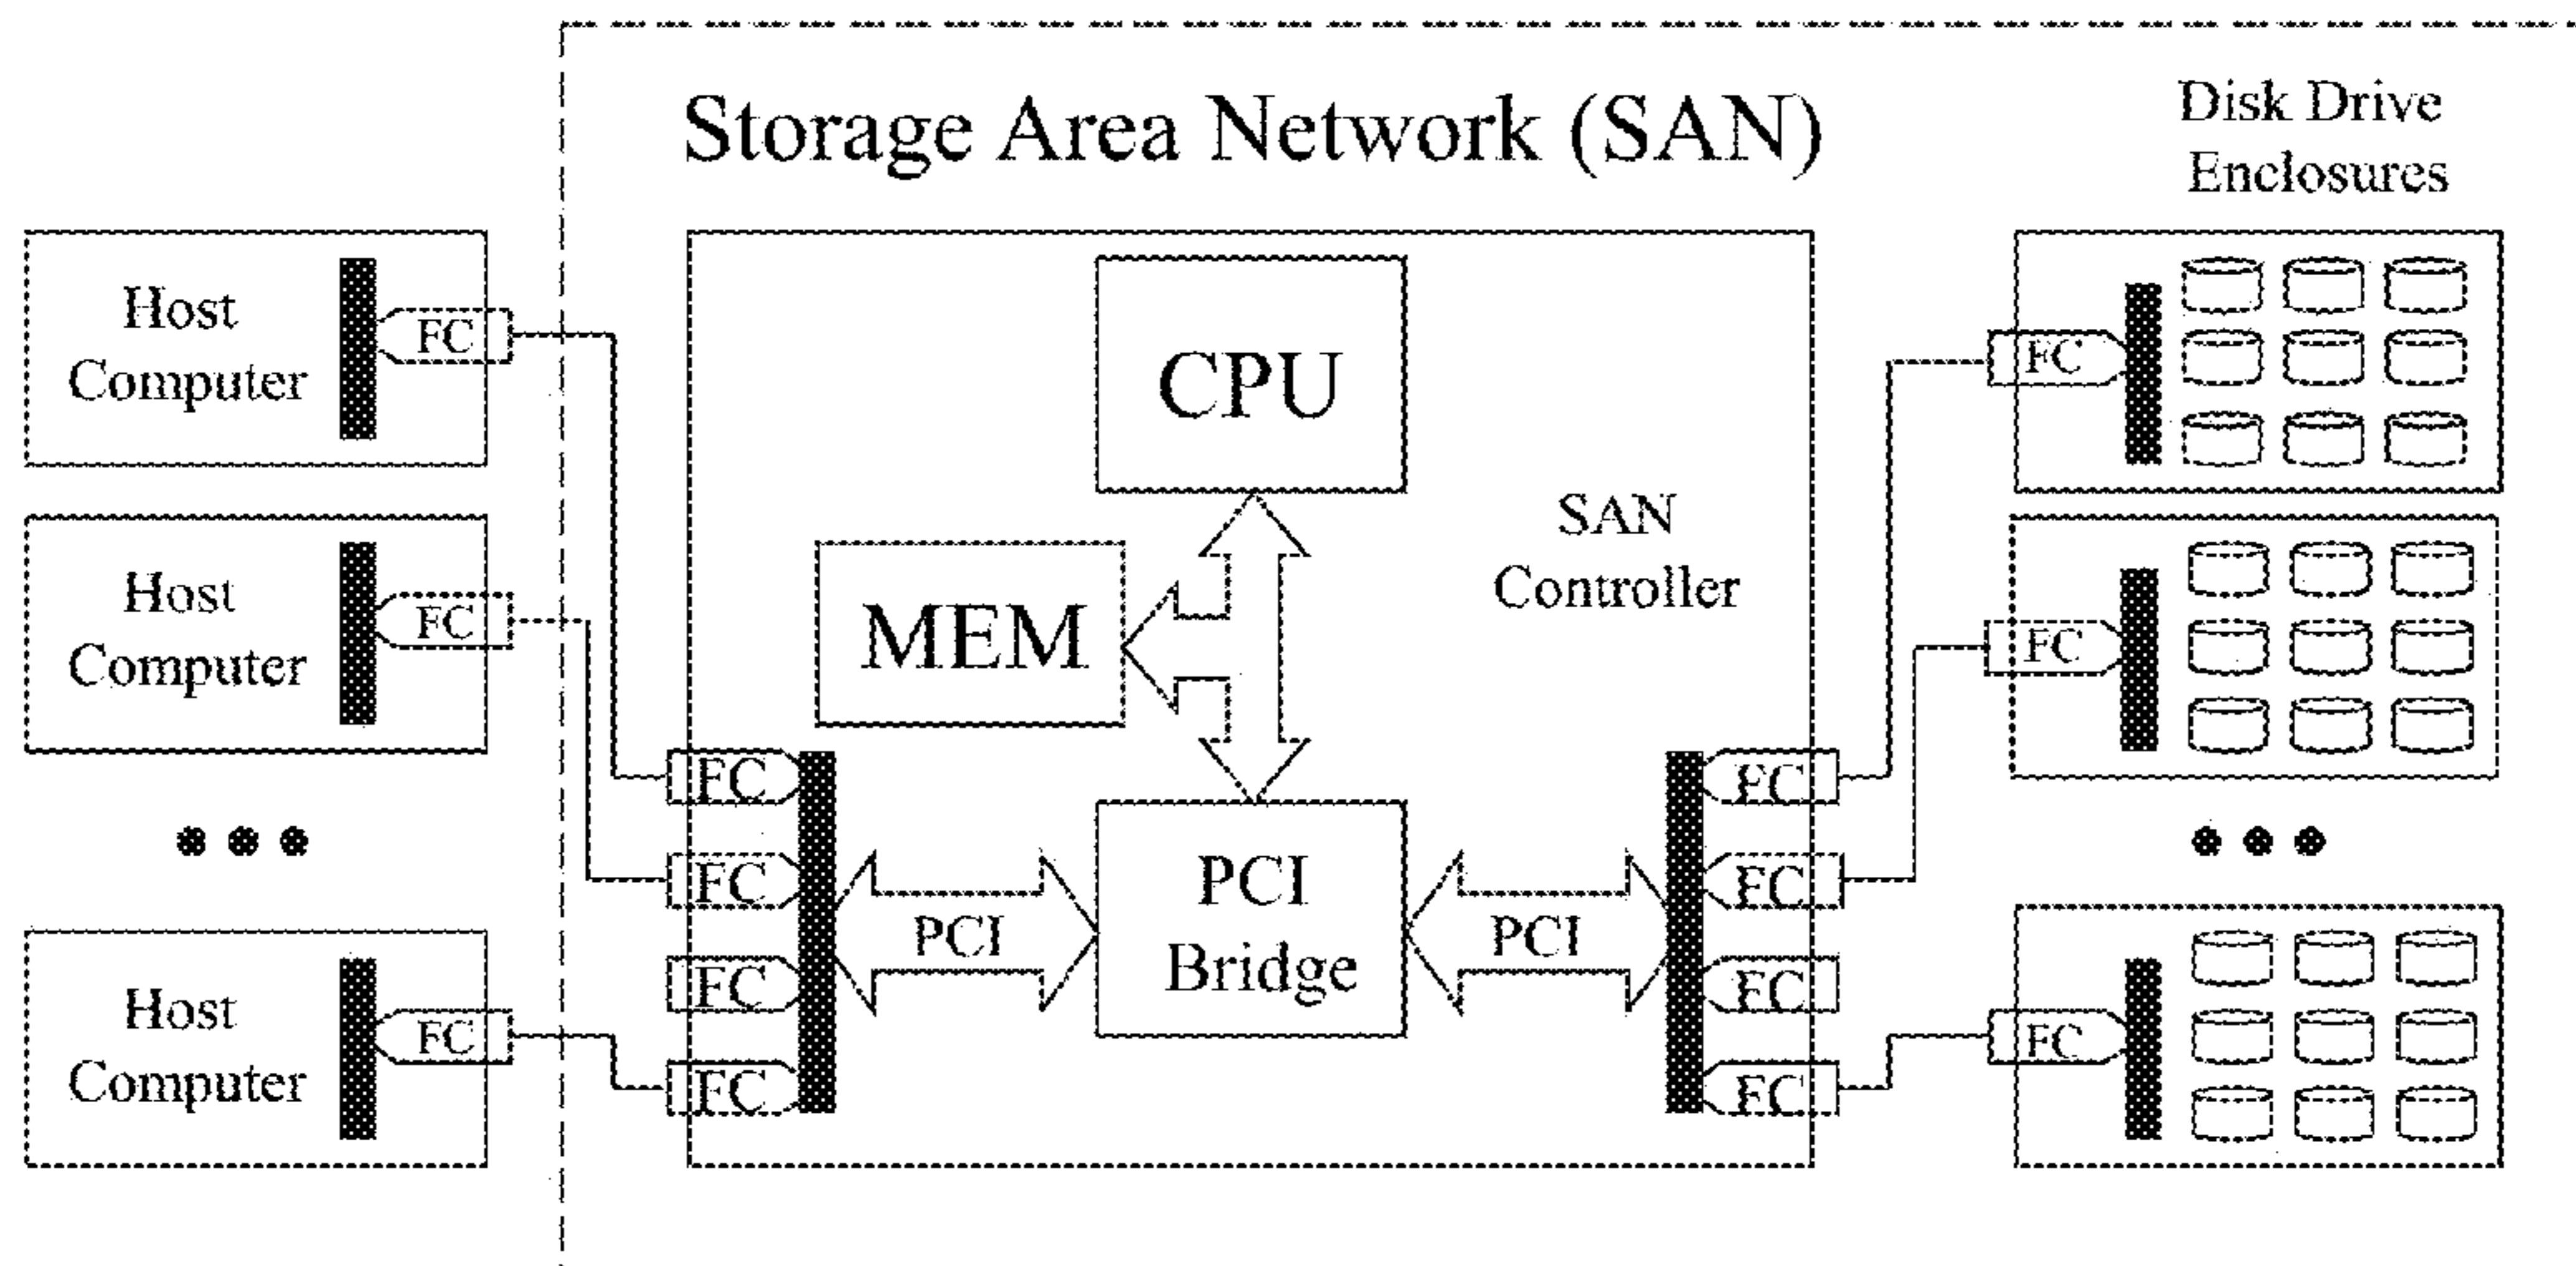 Storage Area Network (SAN)
Disk Drive
Enclosures
Host
Computer
FC
Host
Computer
FC
Host
Computer
FC
CPU
MEM
SAN
Controller
FC
FC
FC
FC
PCI
PCI
Bridge
PCI
FC
FC
FC
FC
FC
FC
FC